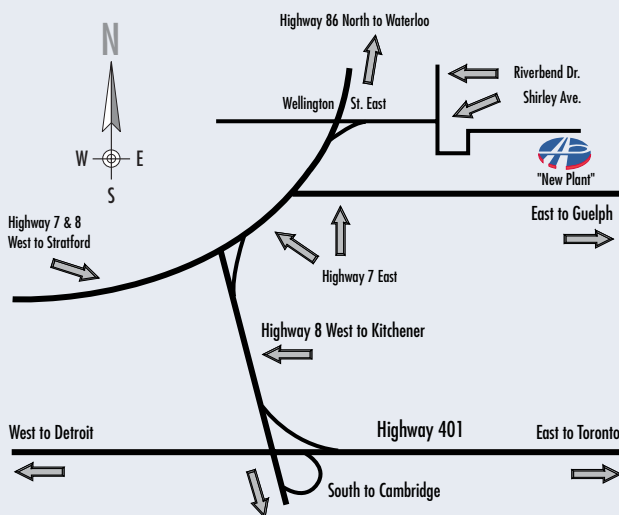 Highway 86 North to Waterloo
N
Riverbend Dr.
Shirley Ave.
Wellington St. East
W E
S
"New Plant"
East to Guelph
Highway 7 & 8
West to Stratford
Highway 7 East
Highway 8 West to Kitchener
West to Detroit
Highway 401
East to Toronto
South to Cambridge